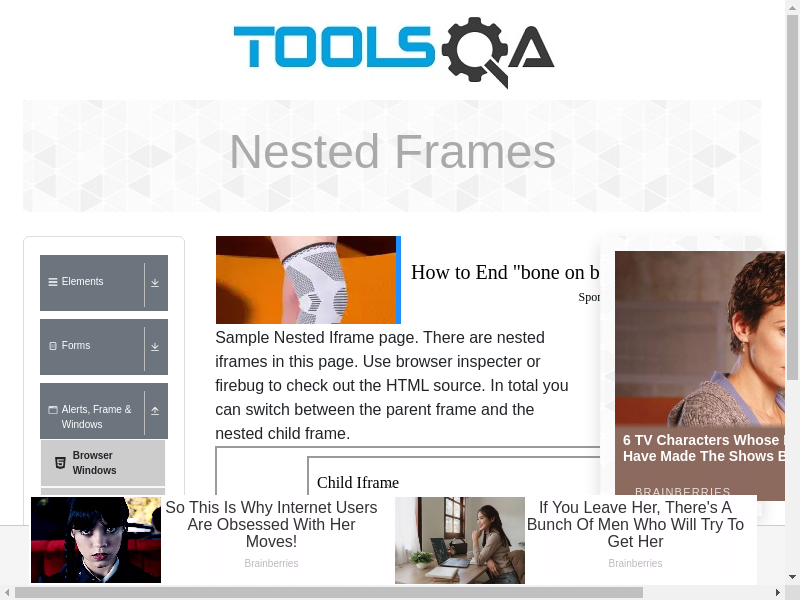 TOOLSQA
Nested Frames
Elements
Forms
Alerts, Frame &
Windows
Browser
Windows
How to End "bone on b
Spor
Sample Nested Iframe page. There are nested
iframes in this page. Use browser inspecter or
firebug to check out the HTML source. In total you
can switch between the parent frame and the
nested child frame.
Child Iframe
6 TV Characters Whose
Have Made The Shows B
BRAINBERRIES
So This Is Why Internet Users
Are Obsessed With Her
Moves!
Brainberries
If You Leave Her, There's A
Bunch Of Men Who Will Try To
Get Her
Brainberries